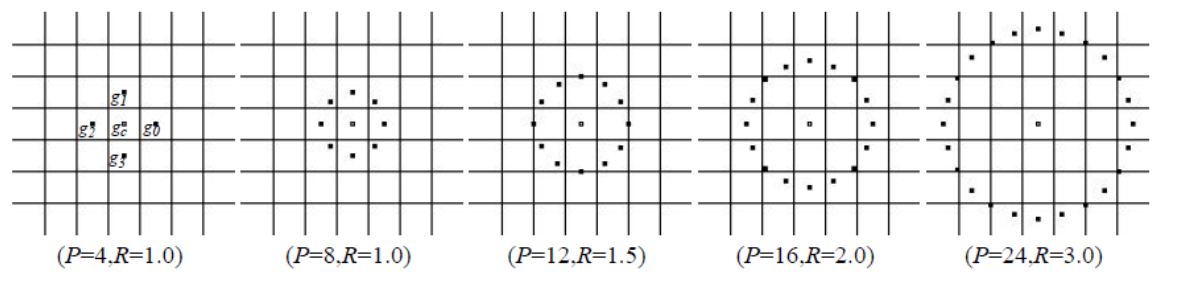 g1
g2 gc g0
g3
(P=4,R=1.0) (P=8,R=1.0) (P=12,R=1.5) (P=16,R=2.0) (P=24,R=3.0)